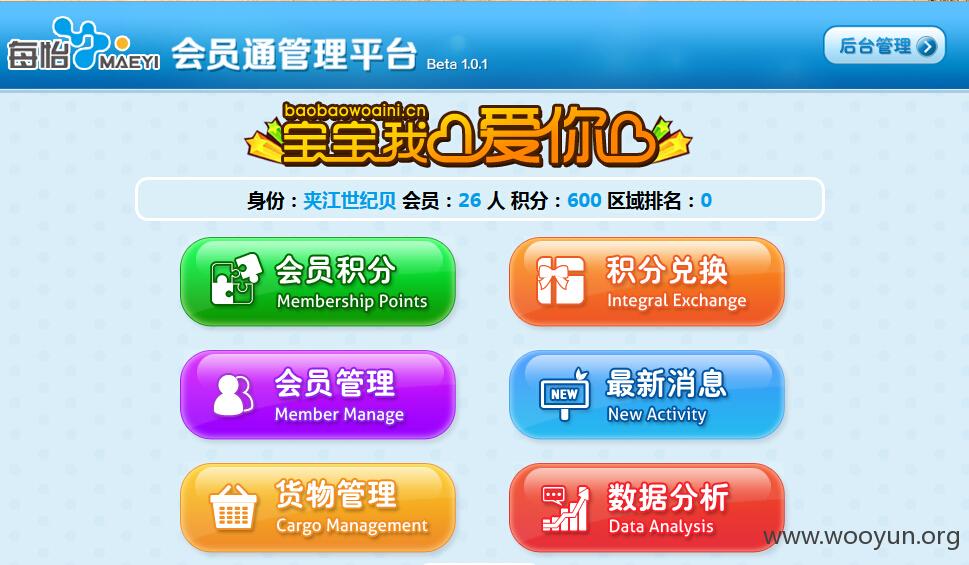 每怡 MAEYI 会员通管理平台 Beta 1.0.1 后台管理
baobaowoaini.cn
宝宝我爱你
身份：夹江世纪贝 会员：26 人 积分：600 区域排名：0
会员积分
Membership Points
积分兑换
Integral Exchange
会员管理
Member Manage
最新消息
NEW
New Activity
货物管理
Cargo Management
数据分析
Data Analysis
www.wooyun.org